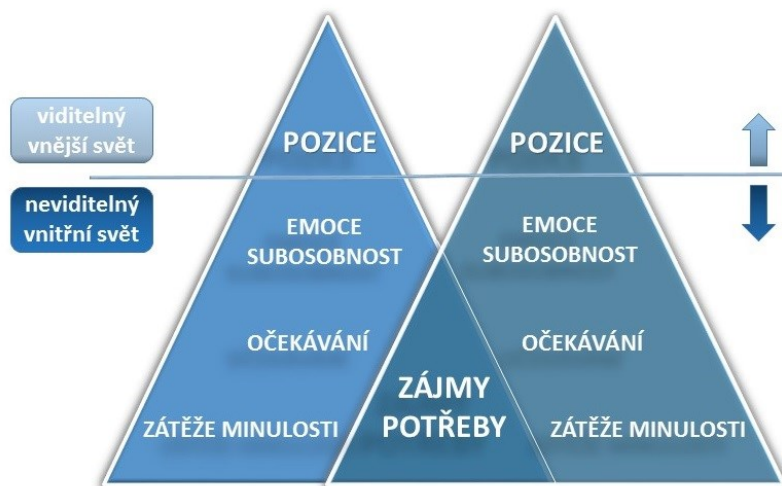 viditelný
vnější svět
neviditelný
vnitřní svět
POZICE
EMOCE
SUBOSOBNOST
OČEKÁVÁNÍ
ZÁTĚŽE MINULOSTI
ZÁJMY
POTŘEBY
POZICE
EMOCE
SUBOSOBNOST
OČEKÁVÁNÍ
ZÁTĚŽE MINULOSTI